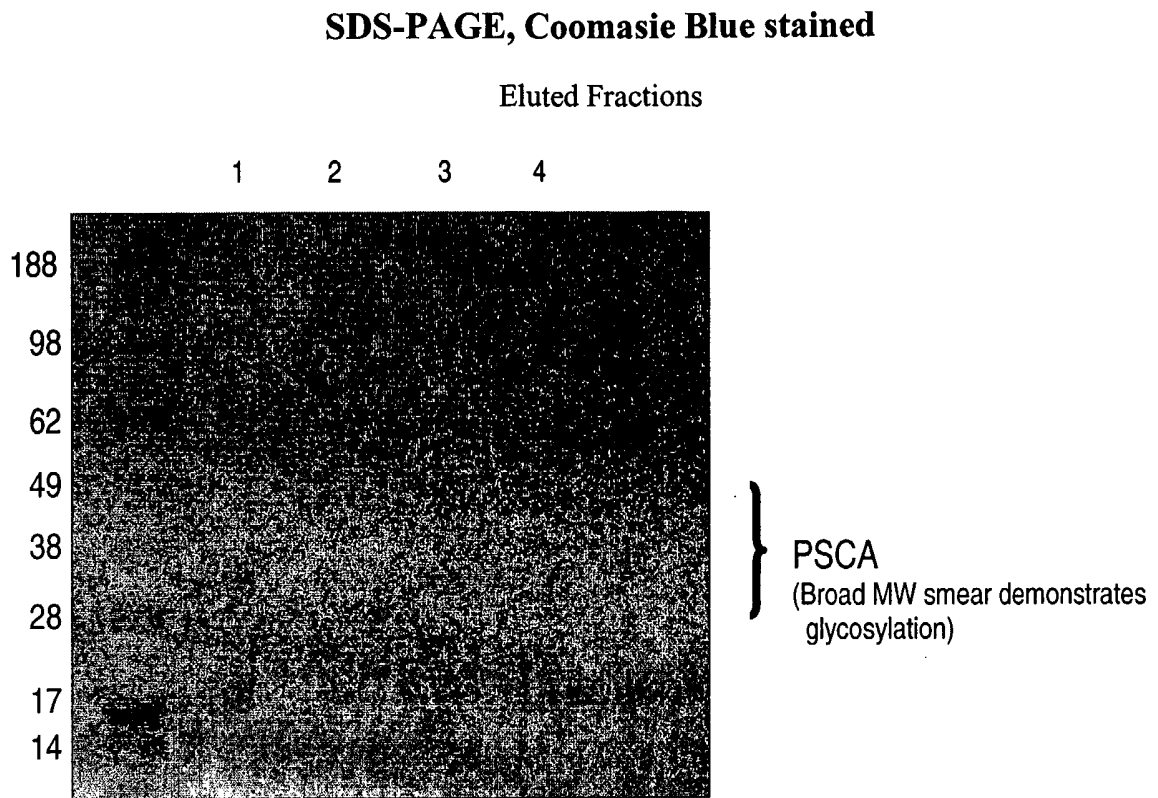 SDS-PAGE, Coomasie Blue stained
Eluted Fractions
1 2 3 4
188
98
62
49
38
28
17
14
PSCA
(Broad MW smear demonstrates
glycosylation)